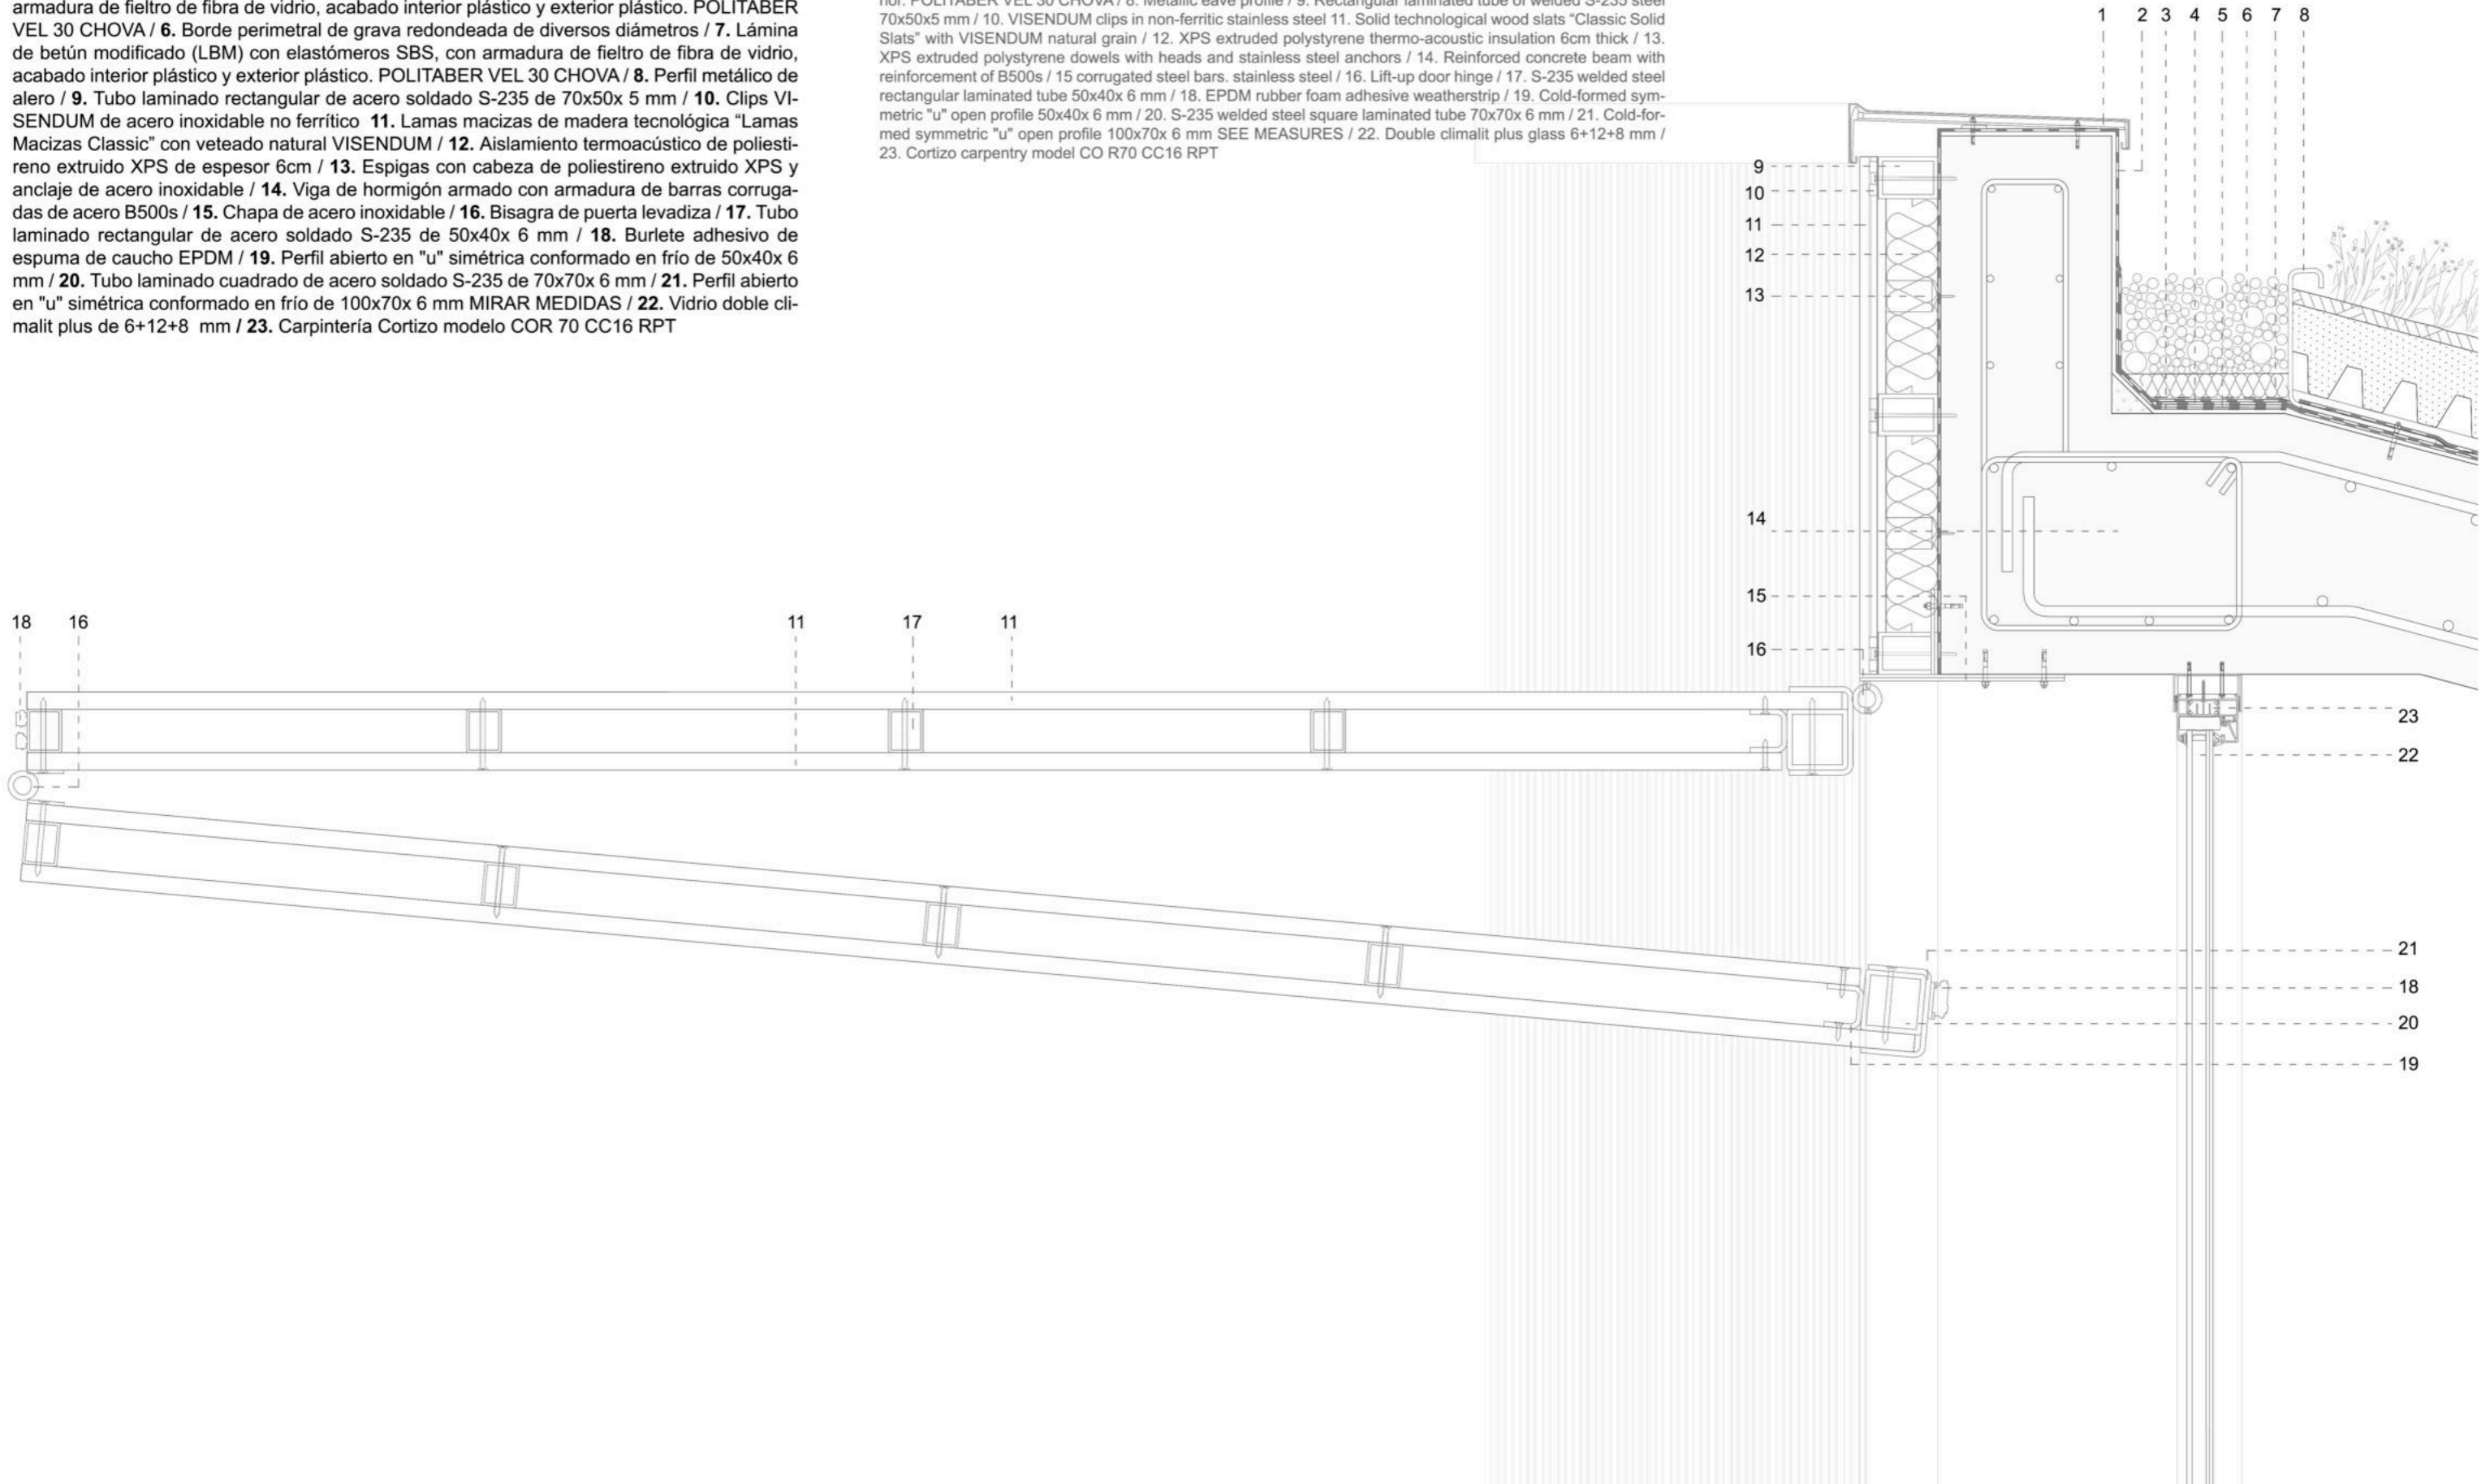 armadura de fieltro de fibra de vidrio, acabado interior plástico y exterior plástico. POLITABER
VEL 30 CHOVA / 6. Borde perimetral de grava redondeada de diversos diámetros / 7. Lámina
de betún modificado (LBM) con elastómeros SBS, con armadura de fieltro de fibra de vidrio,
acabado interior plástico y exterior plástico. POLITABER VEL 30 CHOVA / 8. Perfil metálico de
alero / 9. Tubo laminado rectangular de acero soldado S-235 de 70x50x 5 mm / 10. Clips VI-
SENDUM de acero inoxidable no ferrítico 11. Lamas macizas de madera tecnológica “Lamas
Macizas Classic” con veteado natural VISENDUM / 12. Aislamiento termoacústico de poliesti-
reno extruido XPS de espesor 6cm / 13. Espigas con cabeza de poliestireno extruido XPS y
anclaje de acero inoxidable / 14. Viga de hormigón armado con armadura de barras corruga-
das de acero B500s / 15. Chapa de acero inoxidable / 16. Bisagra de puerta levadiza / 17. Tubo
laminado rectangular de acero soldado S-235 de 50x40x 6 mm / 18. Burlete adhesivo de
espuma de caucho EPDM / 19. Perfil abierto en "u" simétrica conformado en frío de 50x40x 6
mm / 20. Tubo laminado cuadrado de acero soldado S-235 de 70x70x 6 mm / 21. Perfil abierto
en "u" simétrica conformado en frío de 100x70x 6 mm MIRAR MEDIDAS / 22. Vidrio doble cli-
malit plus de 6+12+8 mm / 23. Carpintería Cortizo modelo COR 70 CC16 RPT
rior. POLITABER VEL 30 CHOVA / 8. Metallic eave profile / 9. Rectangular laminated tube of welded S-235 steel
70x50x5 mm / 10. VISENDUM clips in non-ferritic stainless steel 11. Solid technological wood slats “Classic Solid
Slats” with VISENDUM natural grain / 12. XPS extruded polystyrene thermo-acoustic insulation 6cm thick / 13.
XPS extruded polystyrene dowels with heads and stainless steel anchors / 14. Reinforced concrete beam with
reinforcement of B500s / 15 corrugated steel bars. stainless steel / 16. Lift-up door hinge / 17. S-235 welded steel
rectangular laminated tube 50x40x 6 mm / 18. EPDM rubber foam adhesive weatherstrip / 19. Cold-formed sym-
metric "u" open profile 50x40x 6 mm / 20. S-235 welded steel square laminated tube 70x70x 6 mm / 21. Cold-for-
med symmetric "u" open profile 100x70x 6 mm SEE MEASURES / 22. Double climalit plus glass 6+12+8 mm /
23. Cortizo carpentry model CO R70 CC16 RPT
1 2 3 4 5 6 7 8
9
10
11
12
13
14
15
16
18 16 11 17 11
23
22
21
18
20
19